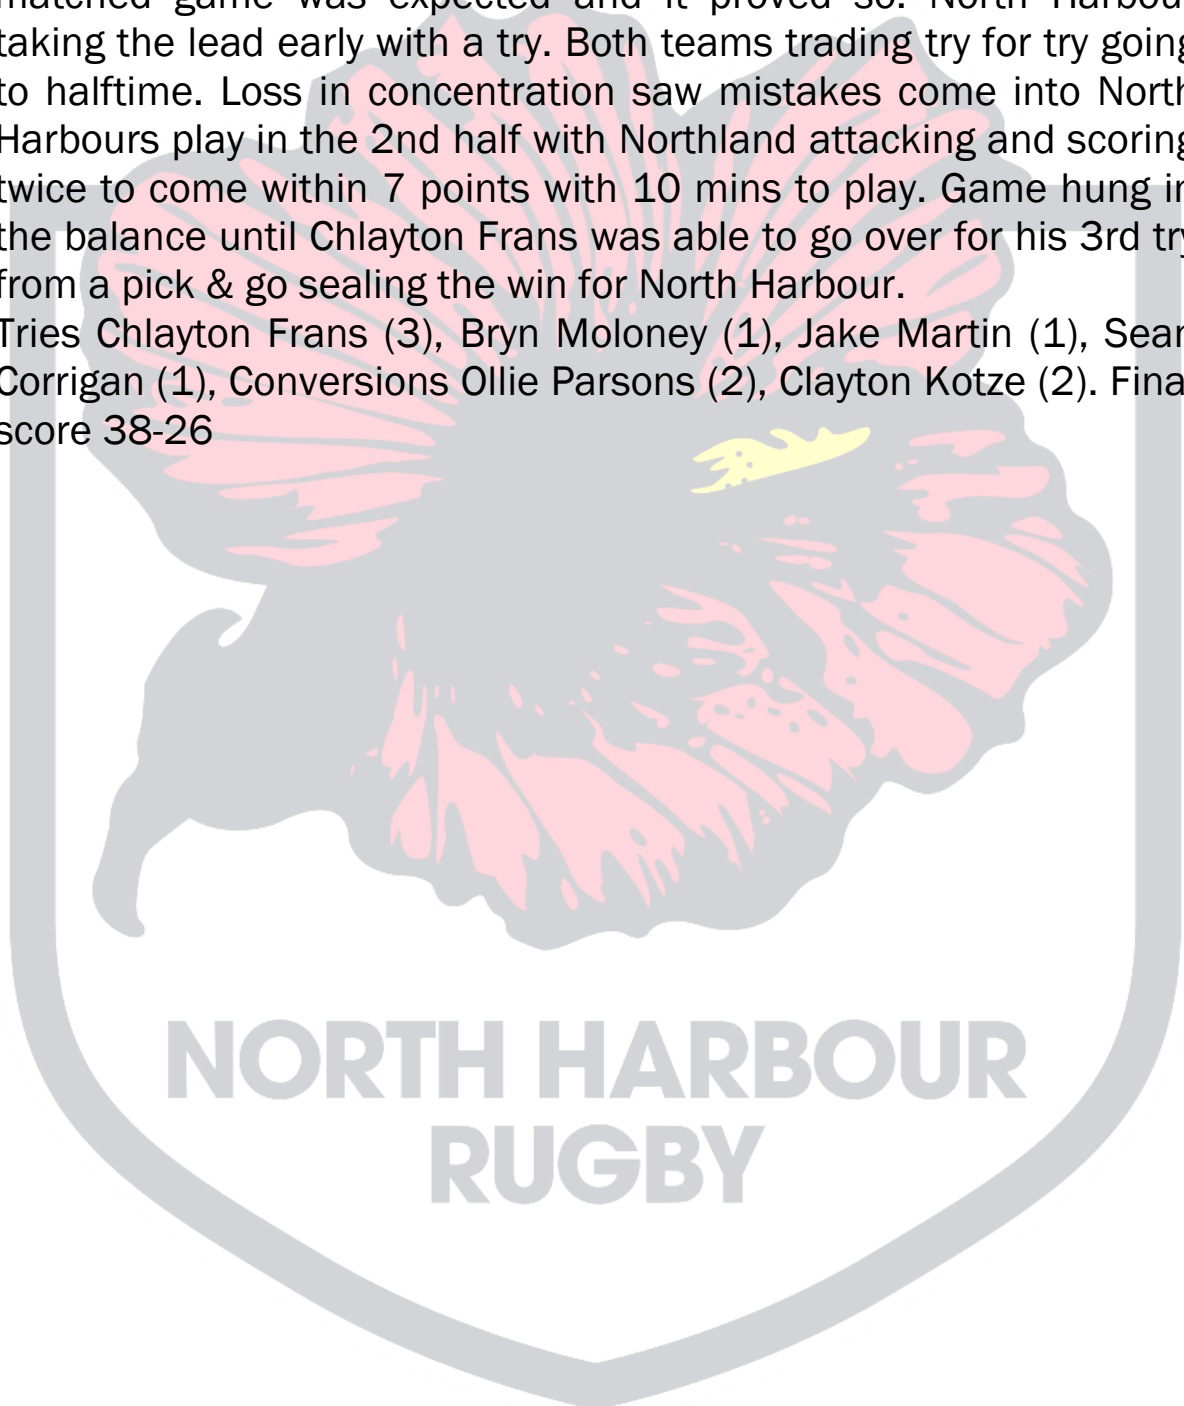 matched game was expected and it proved so. North Harbour
taking the lead early with a try. Both teams trading try for try going
to halftime. Loss in concentration saw mistakes come into North
Harbours play in the 2nd half with Northland attacking and scoring
twice to come within 7 points with 10 mins to play. Game hung in
the balance until Chlayton Frans was able to go over for his 3rd try
from a pick & go sealing the win for North Harbour.
Tries Chlayton Frans (3), Bryn Moloney (1), Jake Martin (1), Sean
Corrigan (1), Conversions Ollie Parsons (2), Clayton Kotze (2). Final
score 38-26
NORTH HARBOUR
RUGBY